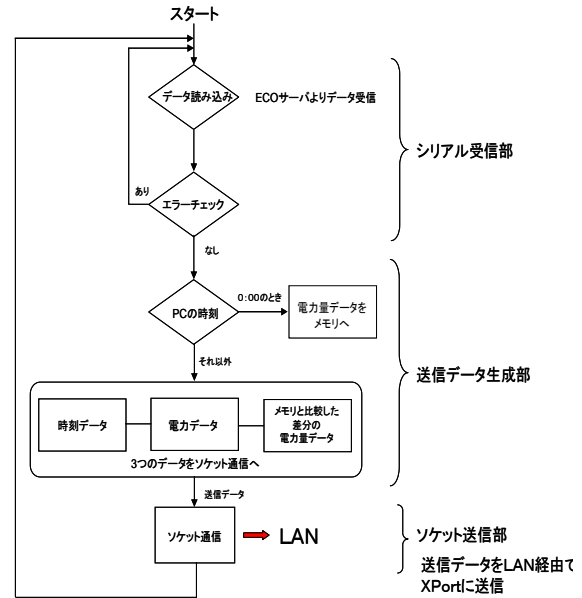 スタート
データ読み込み
ECOサーバよりデータ受信
シリアル受信部
あり
エラーチェック
なし
0:00のとき
PCの時刻
電力量データを
メモリへ
それ以外
送信データ生成部
時刻データ
電力データ
メモリと比較した
差分の
電力量データ
3つのデータをソケット通信へ
送信データ
ソケット通信
LAN
ソケット送信部
送信データをLAN経由で
XPortに送信